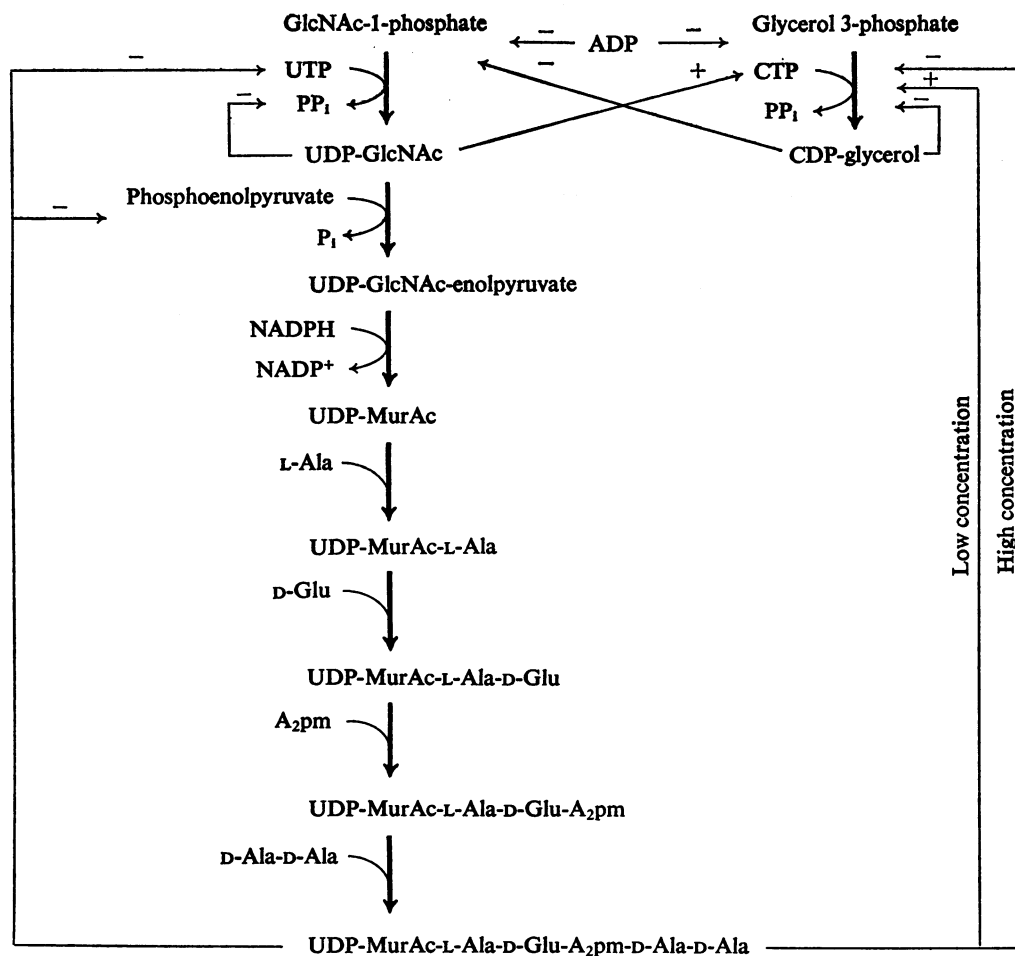 GlcNAc-1-phosphate
Glycerol 3-phosphate
− ADP −
−
−
UTP
+
CTP
−
+
−
PPi
PPi
−
UDP-GlcNAc
CDP-glycerol
Phosphoenolpyruvate
−
Pi
UDP-GlcNAc-enolpyruvate
NADPH
NADP⁺
UDP-MurAc
L-Ala
Low concentration
High concentration
UDP-MurAc-L-Ala
D-Glu
UDP-MurAc-L-Ala-D-Glu
A₂pm
UDP-MurAc-L-Ala-D-Glu-A₂pm
D-Ala-D-Ala
UDP-MurAc-L-Ala-D-Glu-A₂pm-D-Ala-D-Ala